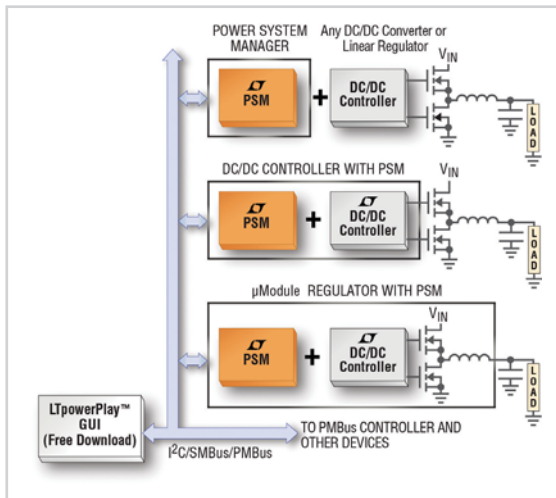 POWER SYSTEM
MANAGER
Any DC/DC Converter or
Linear Regulator
PSM
+
DC/DC
Controller
VIN
LOAD
DC/DC CONTROLLER WITH PSM
PSM
+
DC/DC
Controller
VIN
LOAD
µModule REGULATOR WITH PSM
PSM
+
DC/DC
Controller
VIN
LOAD
LTpowerPlay™
GUI
(Free Download)
I²C/SMBus/PMBus
TO PMBus CONTROLLER AND
OTHER DEVICES